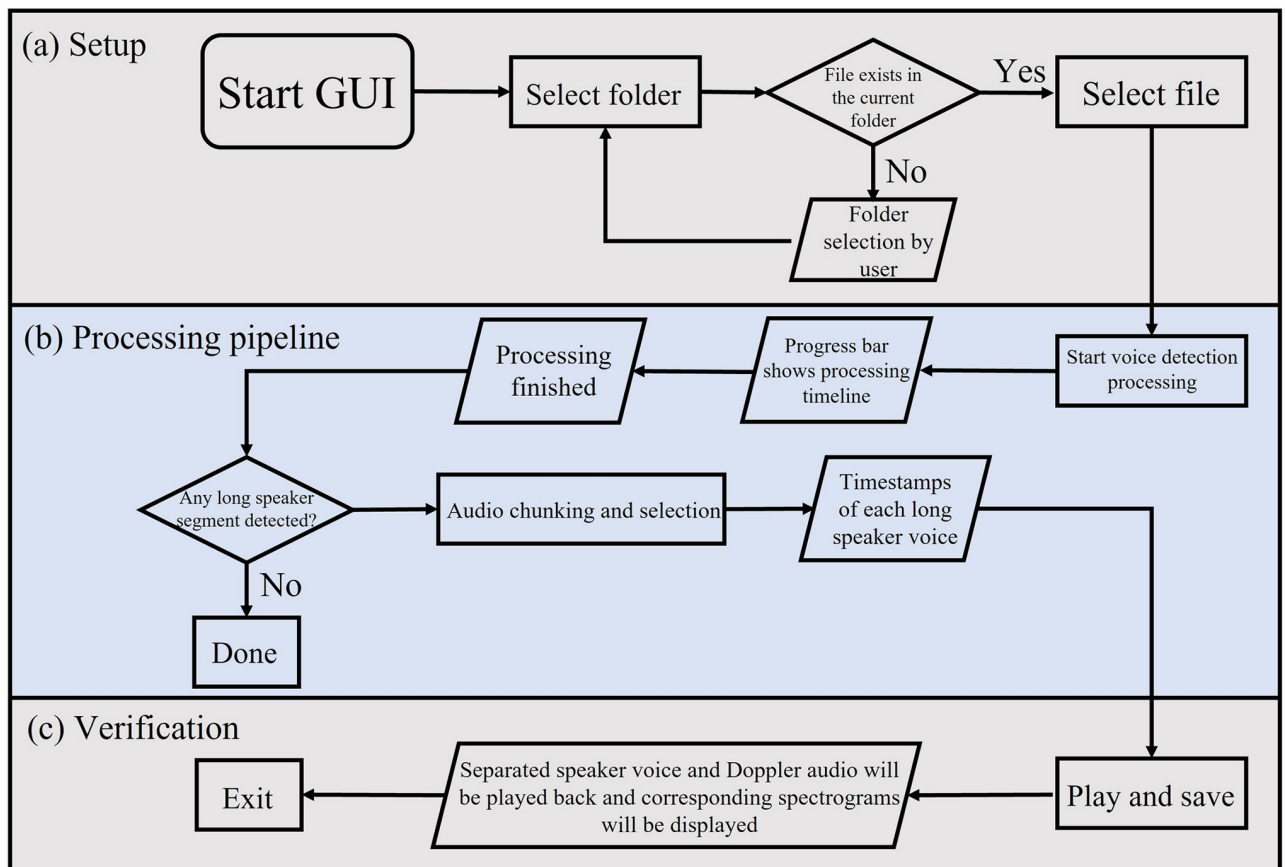 (a) Setup
Start GUI
Select folder
File exists in
the current
folder
Yes
Select file
No
Folder
selection by
user
(b) Processing pipeline
Start voice detection
processing
Progress bar
shows processing
timeline
Processing
finished
Any long speaker
segment detected?
Audio chunking and selection
Timestamps
of each long
speaker voice
No
Done
(c) Verification
Play and save
Separated speaker voice and Doppler audio will
be played back and corresponding spectrograms
will be displayed
Exit